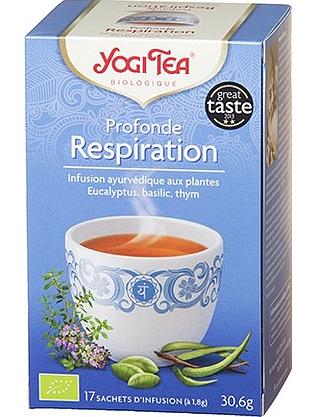 YOGI TEA®
BIOLOGIQUE
great
taste
2013
Profonde
Respiration
Infusion ayurvédique aux plantes
Eucalyptus, basilic, thym
17 SACHETS D'INFUSION (à 1,8g) 30,6g